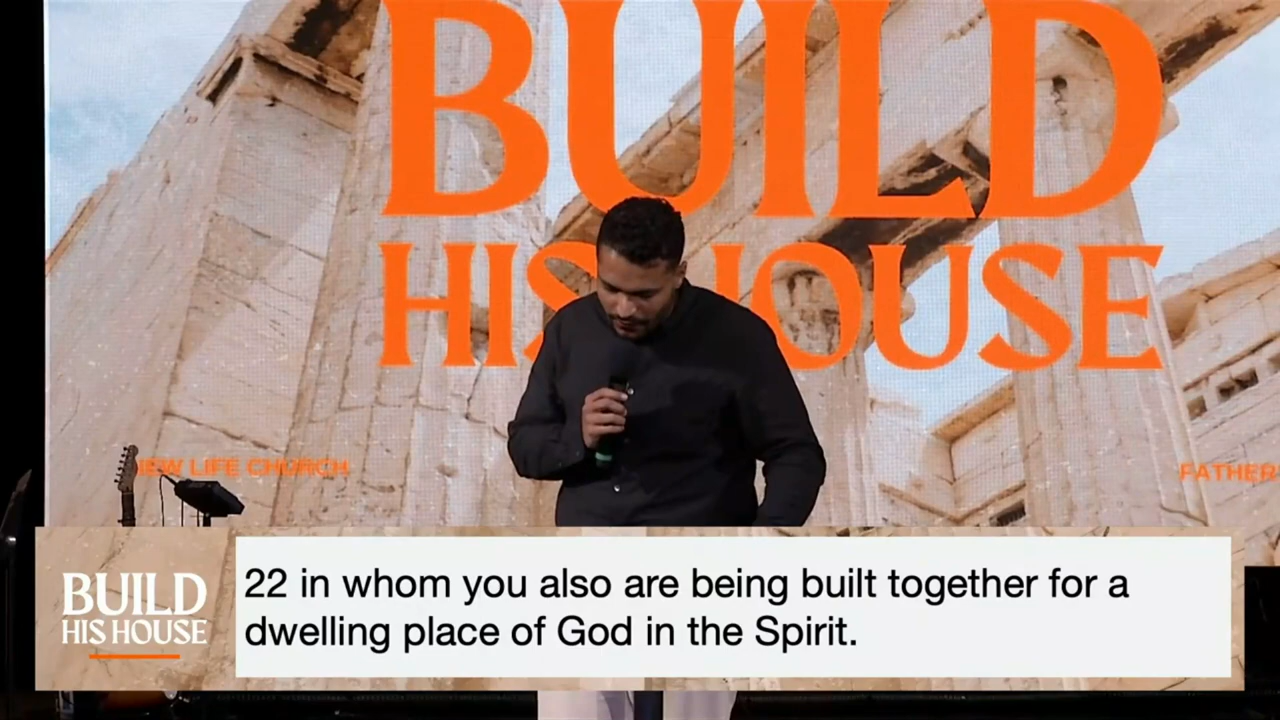 BUILD
HIS HOUSE
NEW LIFE CHURCH
FATHER
BUILD
HIS HOUSE
22 in whom you also are being built together for a
dwelling place of God in the Spirit.